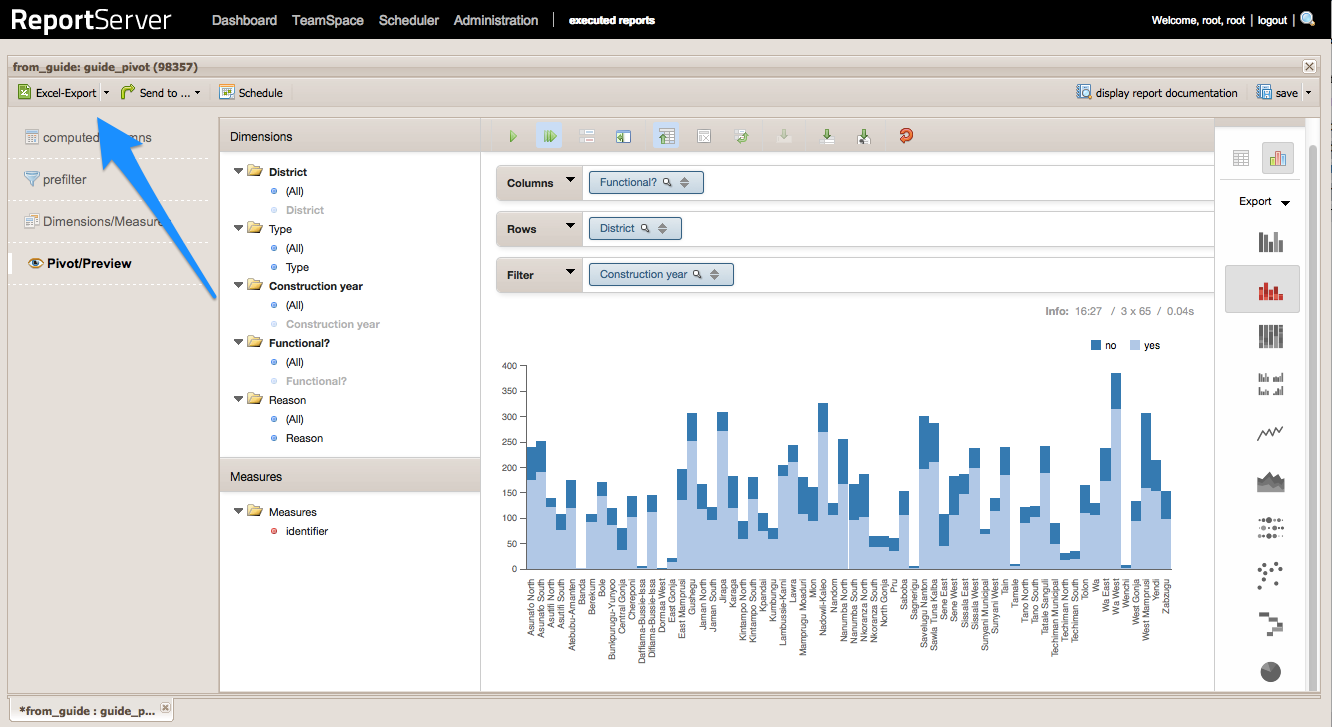 ReportServer Dashboard TeamSpace Scheduler Administration executed reports Welcome, root, root | logout |
from_guide: guide_pivot (98357)
Excel-Export Send to ... Schedule display report documentation save
prefilter
Dimensions/Measure
Pivot/Preview
Dimensions
District
(All)
District
Type
(All)
Type
Construction year
(All)
Construction year
Functional?
(All)
Functional?
Reason
(All)
Reason
Measures
Measures
identifier
Columns Functional?
Rows District
Filter Construction year
Info: 16:27 / 3 x 65 / 0.04s
no yes
400
350
300
250
200
150
100
50
0
Asunafo North
Asunafo South
Asutifi North
Asutifi South
Atebubu-Amanten
Banda
Berekum
Bole
Bunkpurugu-Yunyoo
Central Gonja
Chereponi
Daffiama-Bussie-Issa
Difiama-Bussie-Issa
Dormaa West
East Gonja
East Mamprusi
Gushegu
Jaman North
Jaman South
Jirapa
Karaga
Kintampo North
Kintampo South
Kpandai
Kumbungu
Lambussie-Karni
Lawra
Mamprugu Moaduri
Mion
Nadowli-Kaleo
Nandom
Nanumba North
Nanumba South
Nkoranza North
Nkoranza South
North Gonja
Pru
Saboba
Sagnerigu
Savelugu Nanton
Sawla Tuna Kalba
Sene East
Sene West
Sissala East
Sissala West
Sunyani Municipal
Sunyani West
Tain
Tamale
Tano North
Tano South
Tatale Sanguli
Techiman Municipal
Techiman North
Techiman South
Tolon
Wa
Wa East
Wa West
Wenchi
West Gonja
West Mamprusi
Yendi
Zabzugu
Export
*from_guide : guide_p...